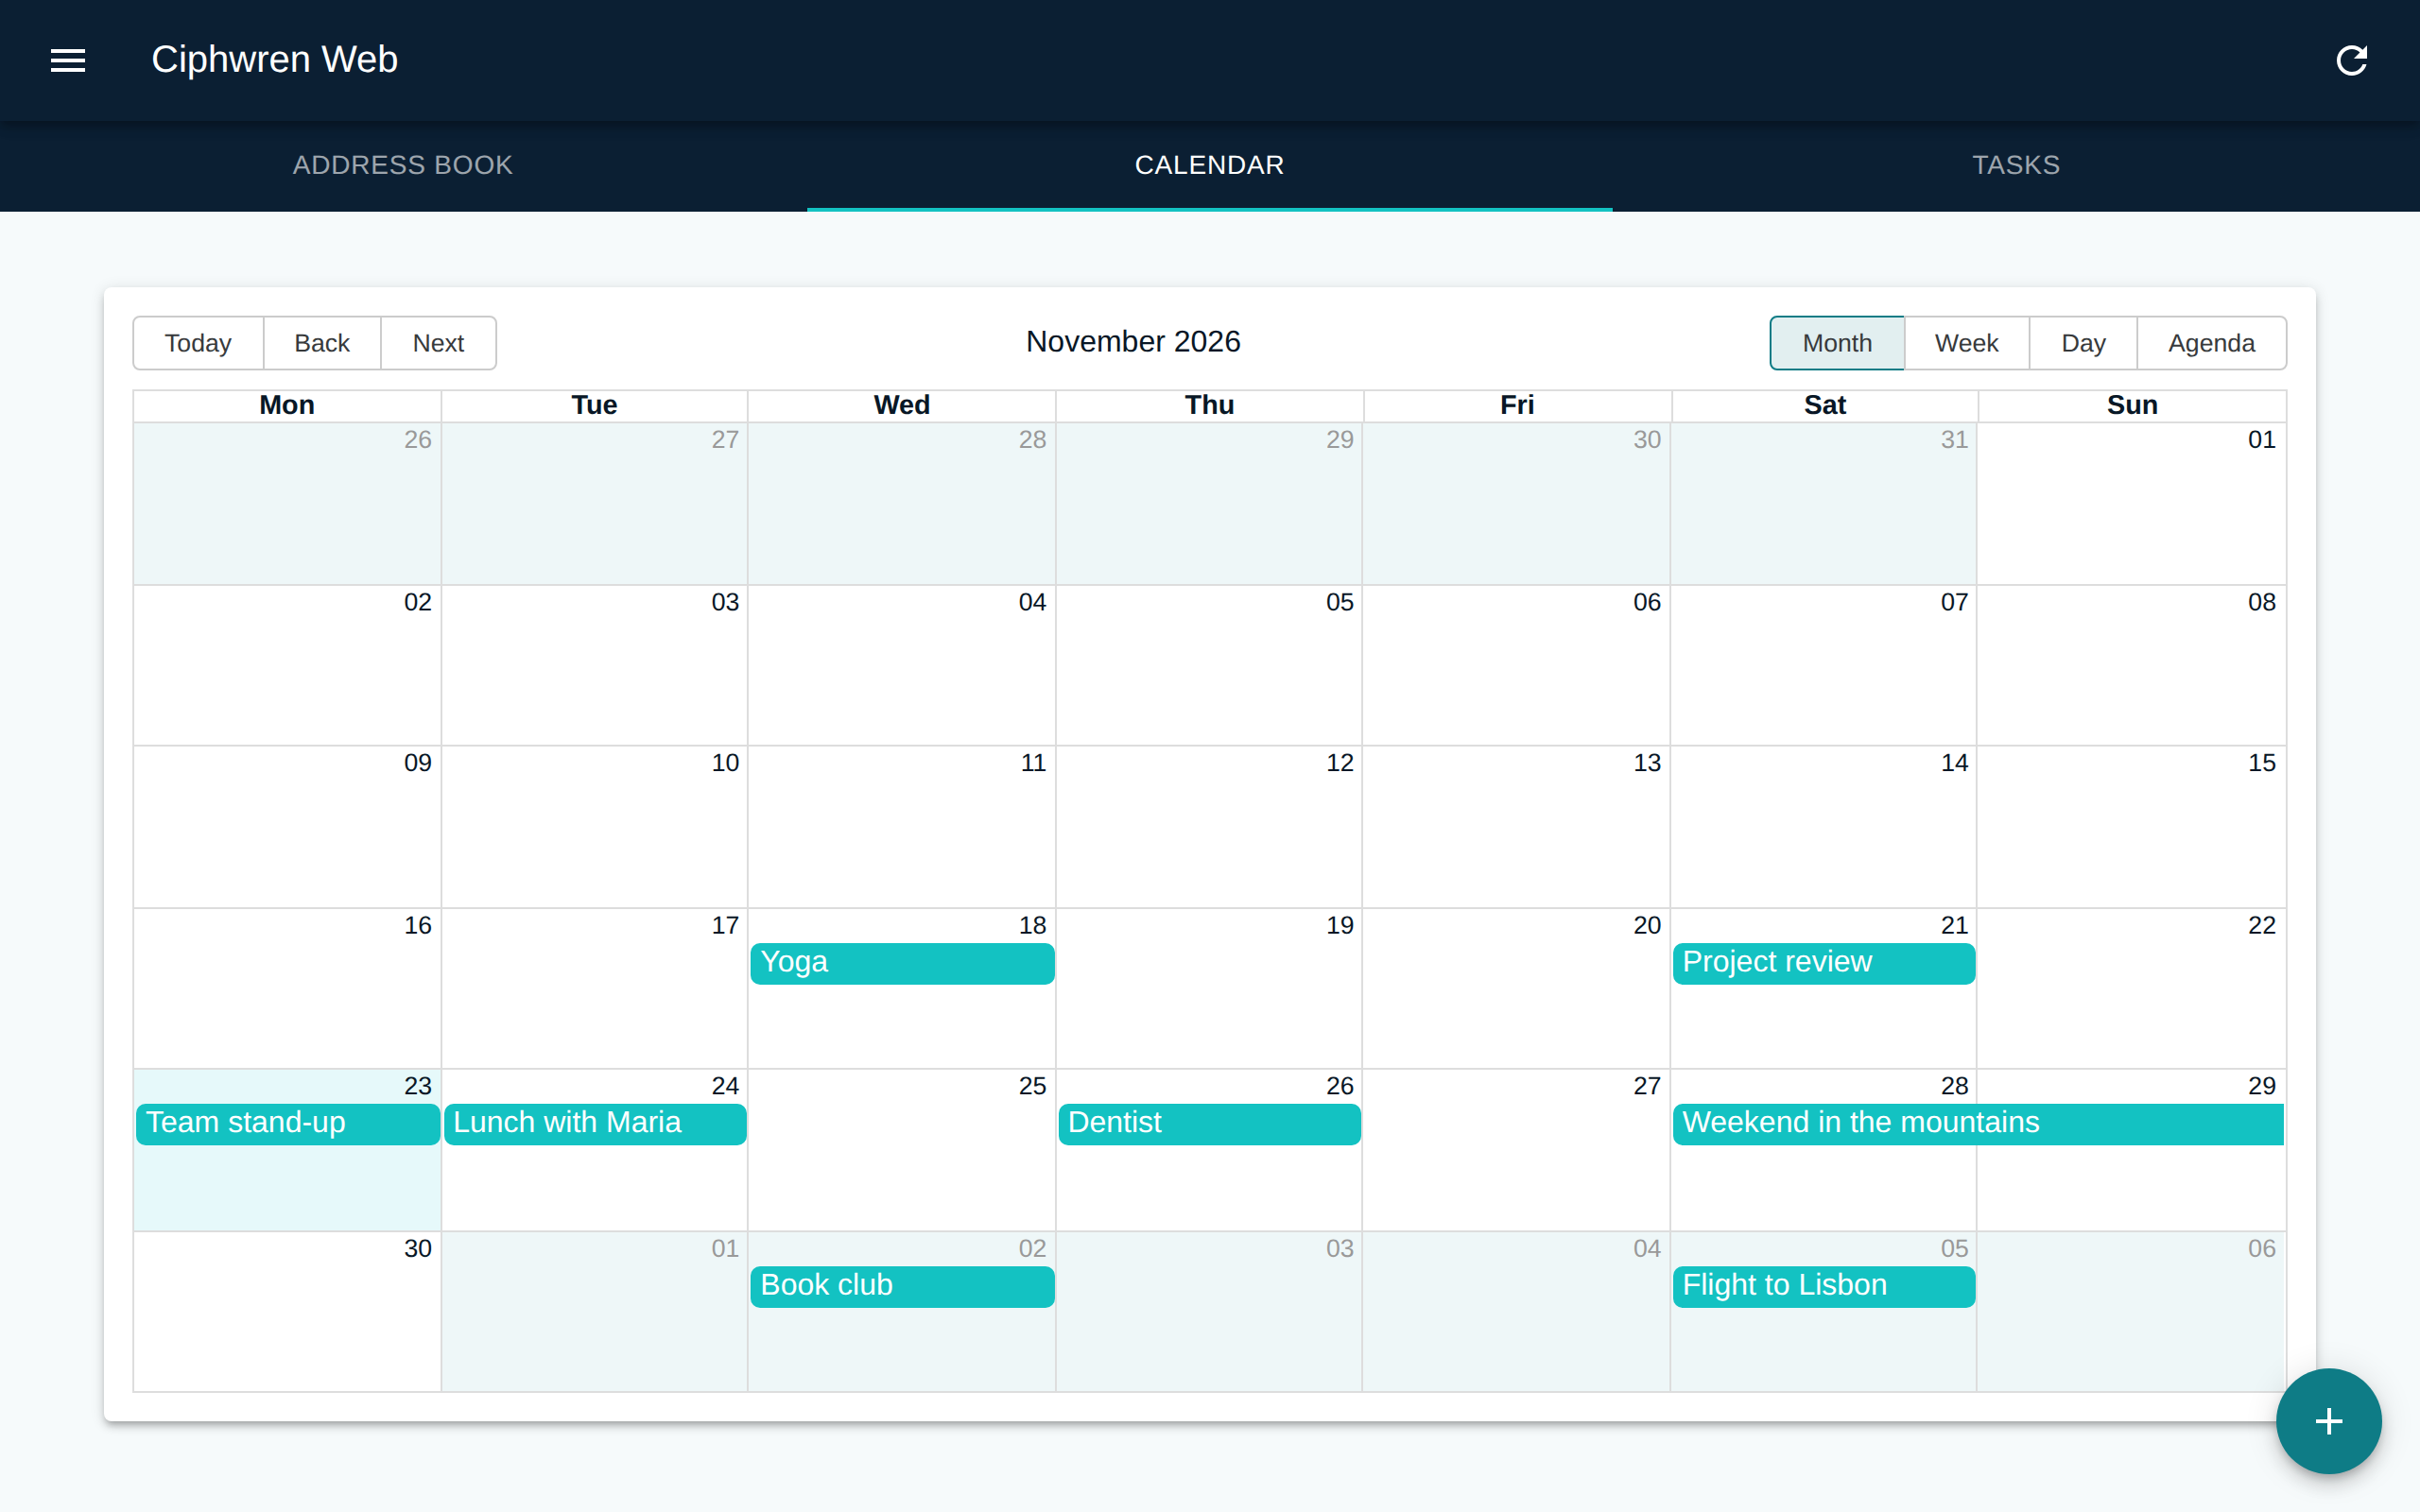 Ciphwren Web
ADDRESS BOOK CALENDAR TASKS
Today Back Next November 2026 Month Week Day Agenda
Mon Tue Wed Thu Fri Sat Sun
26 27 28 29 30 31 01
02 03 04 05 06 07 08
09 10 11 12 13 14 15
16 17 18 19 20 21 22
Yoga Project review
23 24 25 26 27 28 29
Team stand-up Lunch with Maria Dentist Weekend in the mountains
30 01 02 03 04 05 06
Book club Flight to Lisbon